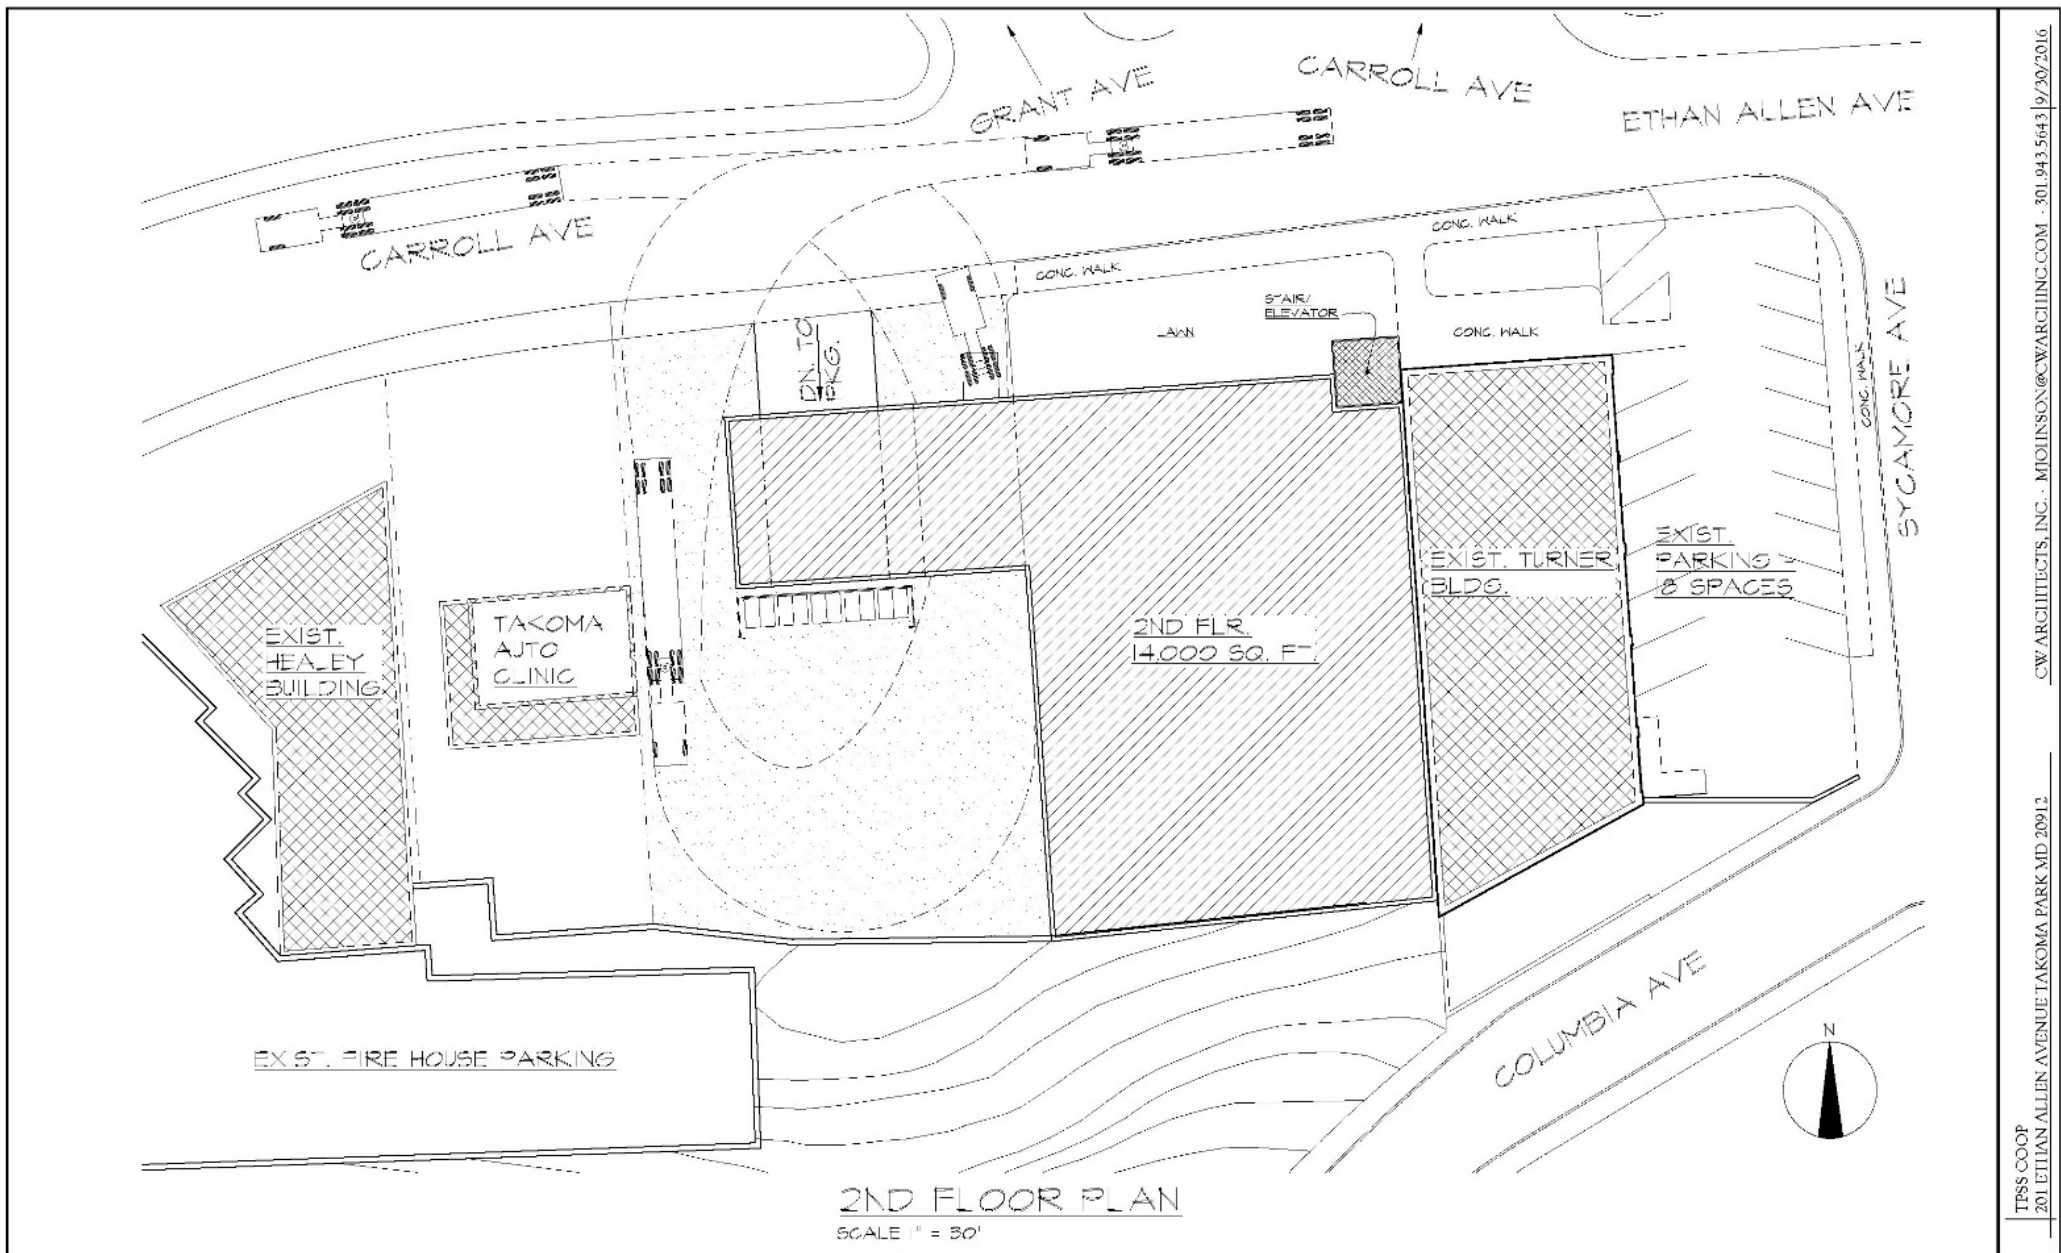 GRANT AVE
CARROLL AVE
ETHAN ALLEN AVE
CARROLL AVE
CONC. WALK
CONC. WALK
STAIR/
ELEVATOR
LAWN
CONC. WALK
DN. TO
PKG.
CONC. WALK
SYCAMORE AVE
EXIST. TURNER
BLDG.
EXIST.
PARKING -
18 SPACES
EXIST.
HEALEY
BUILDING
TAKOMA
AUTO
CLINIC
2ND FLR.
14,000 SQ. FT.
EXIST. FIRE HOUSE PARKING
COLUMBIA AVE
N
2ND FLOOR PLAN
SCALE 1" = 30'
CW ARCHITECTS, INC. - MJOHNSON@CWARCHINC.COM - 301.943.5643 9/30/2016
TPSS COOP
201 ETHAN ALLEN AVENUE TAKOMA PARK MD 20912